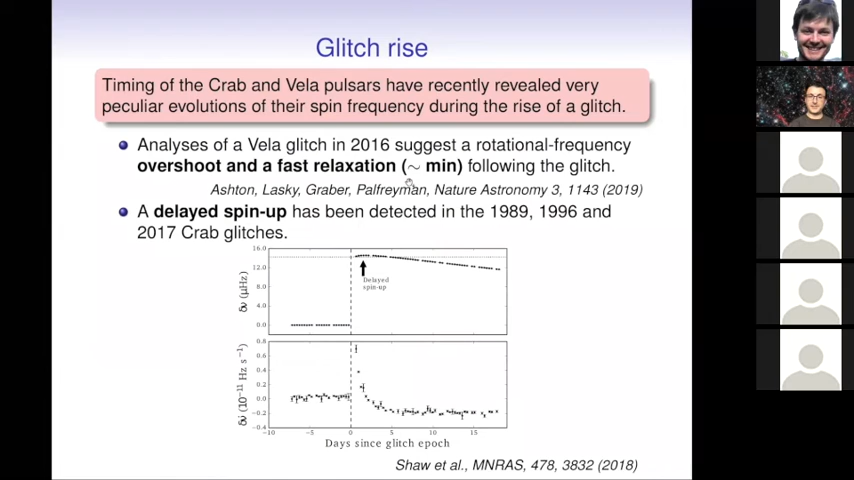 Glitch rise
Timing of the Crab and Vela pulsars have recently revealed very
peculiar evolutions of their spin frequency during the rise of a glitch.
Analyses of a Vela glitch in 2016 suggest a rotational-frequency
overshoot and a fast relaxation (∼ min) following the glitch.
Ashton, Lasky, Graber, Palfreyman, Nature Astronomy 3, 1143 (2019)
A delayed spin-up has been detected in the 1989, 1996 and
2017 Crab glitches.
16.0
12.0
8.0
4.0
0.0
δν (μHz)
Delayed
spin-up
0.8
0.6
0.4
0.2
0.0
−0.2
−0.4
δν̇ (10⁻¹¹ Hz s⁻¹)
−10 −5 0 5 10 15
Days since glitch epoch
Shaw et al., MNRAS, 478, 3832 (2018)